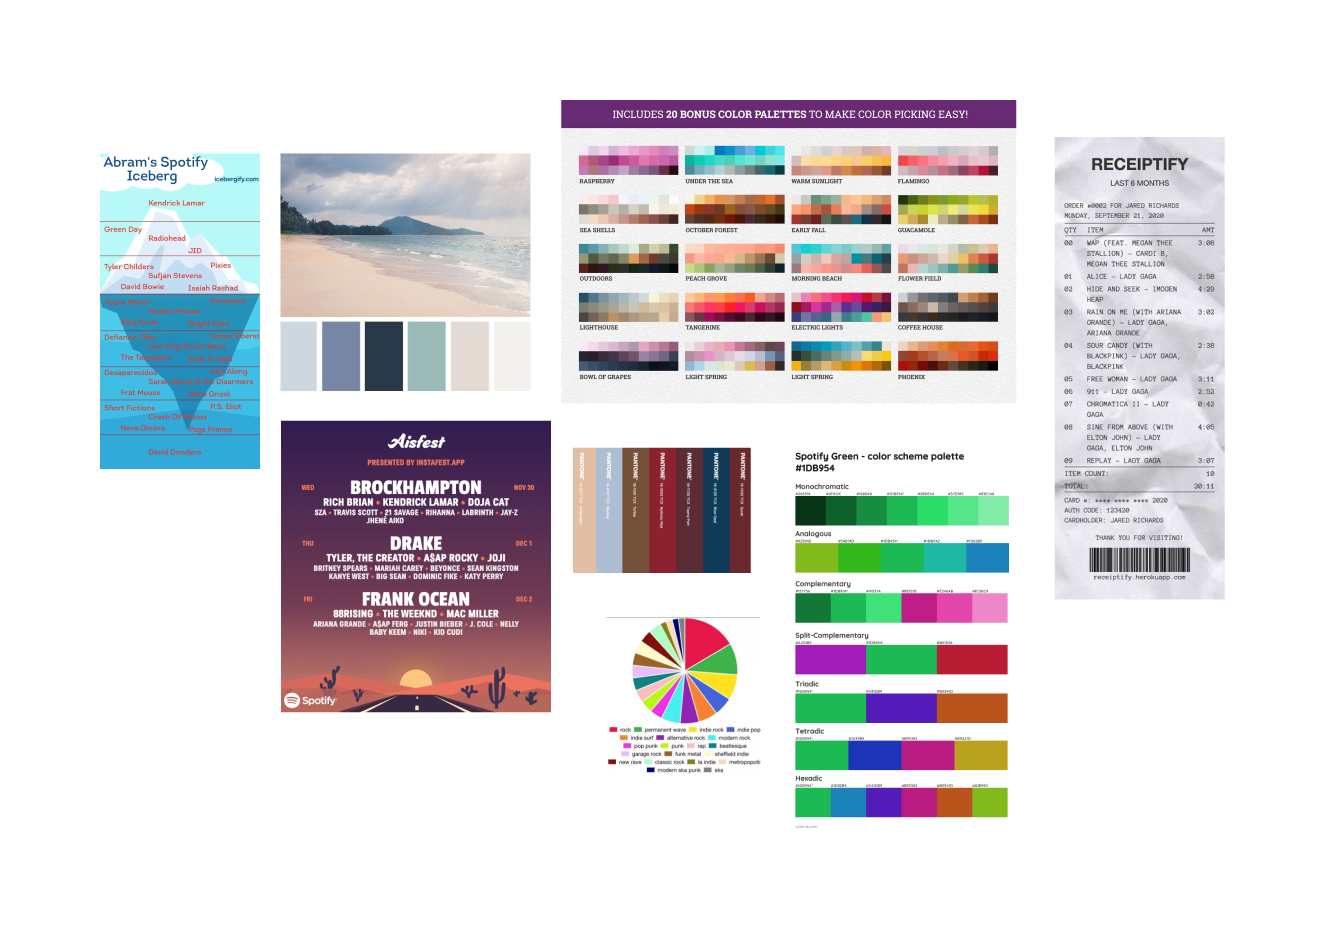 Abram's Spotify
Iceberg
icebergify.com
Kendrick Lamar
Green Day
Radiohead
JID
Tyler Childers
Pixies
Sufjan Stevens
David Bowie
Isaiah Rashad
Defiance,
The
Desaparecidos
Along
Sarah the Disarmers
Frat Mouse
Grizol
Short Fictions
P.S. Eliot
Crash Of
Neva Dinova
Page France
David Dondero
INCLUDES 20 BONUS COLOR PALETTES TO MAKE COLOR PICKING EASY!
RASPBERRY
UNDER THE SEA
WARM SUNLIGHT
FLAMINGO
SEA SHELLS
OCTOBER FOREST
EARLY FALL
GUACAMOLE
OUTDOORS
PEACH GROVE
MORNING BEACH
FLOWER FIELD
LIGHTHOUSE
TANGERINE
ELECTRIC LIGHTS
COFFEE HOUSE
BOWL OF GRAPES
LIGHT SPRING
LIGHT SPRING
PHOENIX
Aisfest
PRESENTED BY INSTAFEST.APP
WED
BROCKHAMPTON
NOV 30
RICH BRIAN • KENDRICK LAMAR • DOJA CAT
SZA • TRAVIS SCOTT • 21 SAVAGE • RIHANNA • LABRINTH • JAY-Z
JHENÉ AIKO
THU
DRAKE
DEC 1
TYLER, THE CREATOR • A$AP ROCKY • JOJI
BRITNEY SPEARS • MARIAH CAREY • BEYONCE • SEAN KINGSTON
KANYE WEST • BIG SEAN • DOMINIC FIKE • KATY PERRY
FRI
FRANK OCEAN
DEC 2
88RISING • THE WEEKND • MAC MILLER
ARIANA GRANDE • A$AP FERG • JUSTIN BIEBER • J. COLE • NELLY
BABY KEEM • NIKI • KID CUDI
Spotify
PANTONE
PANTONE
PANTONE
PANTONE
PANTONE
PANTONE
PANTONE
rock permanent wave indie rock indie pop
indie surf alternative rock modern rock
pop punk punk rap beatlesque
garage rock funk metal sheffield indie
new rave classic rock la indie metropopolis
modern ska punk ska
Spotify Green - color scheme palette
#1DB954
Monochromatic
Analogous
Complementary
Split-Complementary
Triadic
Tetradic
Hexadic
RECEIPTIFY
LAST 6 MONTHS
ORDER #0002 FOR JARED RICHARDS
MONDAY, SEPTEMBER 21, 2020
QTY ITEM AMT
00 WAP (FEAT. MEGAN THEE 3:08
STALLION) – CARDI B,
MEGAN THEE STALLION
01 ALICE – LADY GAGA 2:58
02 HIDE AND SEEK – IMOGEN 4:29
HEAP
03 RAIN ON ME (WITH ARIANA 3:02
GRANDE) – LADY GAGA,
ARIANA GRANDE
04 SOUR CANDY (WITH 2:38
BLACKPINK) – LADY GAGA,
BLACKPINK
05 FREE WOMAN – LADY GAGA 3:11
06 911 – LADY GAGA 2:52
07 CHROMATICA II – LADY 0:42
GAGA
08 SINE FROM ABOVE (WITH 4:05
ELTON JOHN) – LADY
GAGA, ELTON JOHN
09 REPLAY – LADY GAGA 3:07
ITEM COUNT: 10
TOTAL: 30:11
CARD #: **** **** **** 2020
AUTH CODE: 123420
CARDHOLDER: JARED RICHARDS
THANK YOU FOR VISITING!
receiptify.herokuapp.com